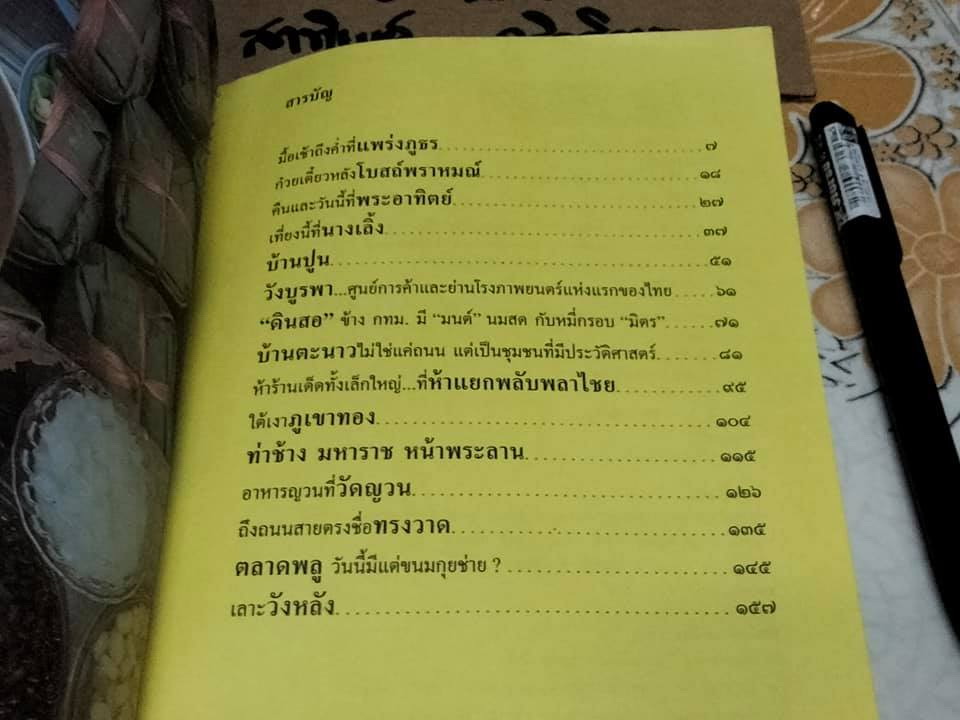 สารบัญ
มื้อเช้าถึงค่ำที่แพร่งภูธร........................................๗
ก๋วยเตี๋ยวหลังโบสถ์พราหมณ์........................................๑๘
คืนและวันนี้ที่พระอาทิตย์........................................๒๗
เที่ยงนี้ที่นางเลิ้ง........................................๓๗
บ้านปูน........................................๕๑
วังบูรพา...ศูนย์การค้าและย่านโรงภาพยนตร์แห่งแรกของไทย........๖๑
“ดินสอ” ข้าง กทม. มี “มนต์” นมสด กับหมี่กรอบ “มิตร”........๗๑
บ้านตะนาวไม่ใช่แค่ถนน แต่เป็นชุมชนที่มีประวัติศาสตร์........๘๑
ห้าร้านเด็ดทั้งเล็กใหญ่...ที่ห้าแยกพลับพลาไชย................๙๕
ใต้เงาภูเขาทอง........................................๑๐๔
ท่าช้าง มหาราช หน้าพระลาน........................๑๑๕
อาหารญวนที่วัดญวน........................................๑๒๖
ถึงถนนสายตรงชื่อทรงวาด................................๑๓๕
ตลาดพลู วันนี้มีแต่ขนมกุยช่าย ?........................๑๔๕
เลาะวังหลัง........................................๑๕๗